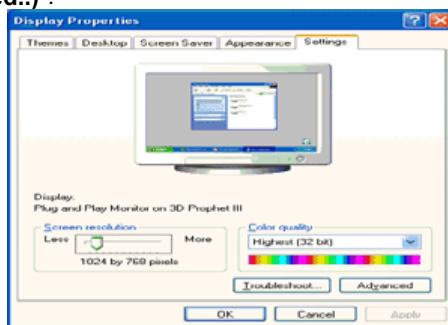 ed..) .
Display Properties
Themes Desktop Screen Saver Appearance Settings
Display:
Plug and Play Monitor on 3D Prophet III
Screen resolution
Less More
1024 by 768 pixels
Color quality
Highest (32 bit)
Troubleshoot... Advanced
OK Cancel Apply